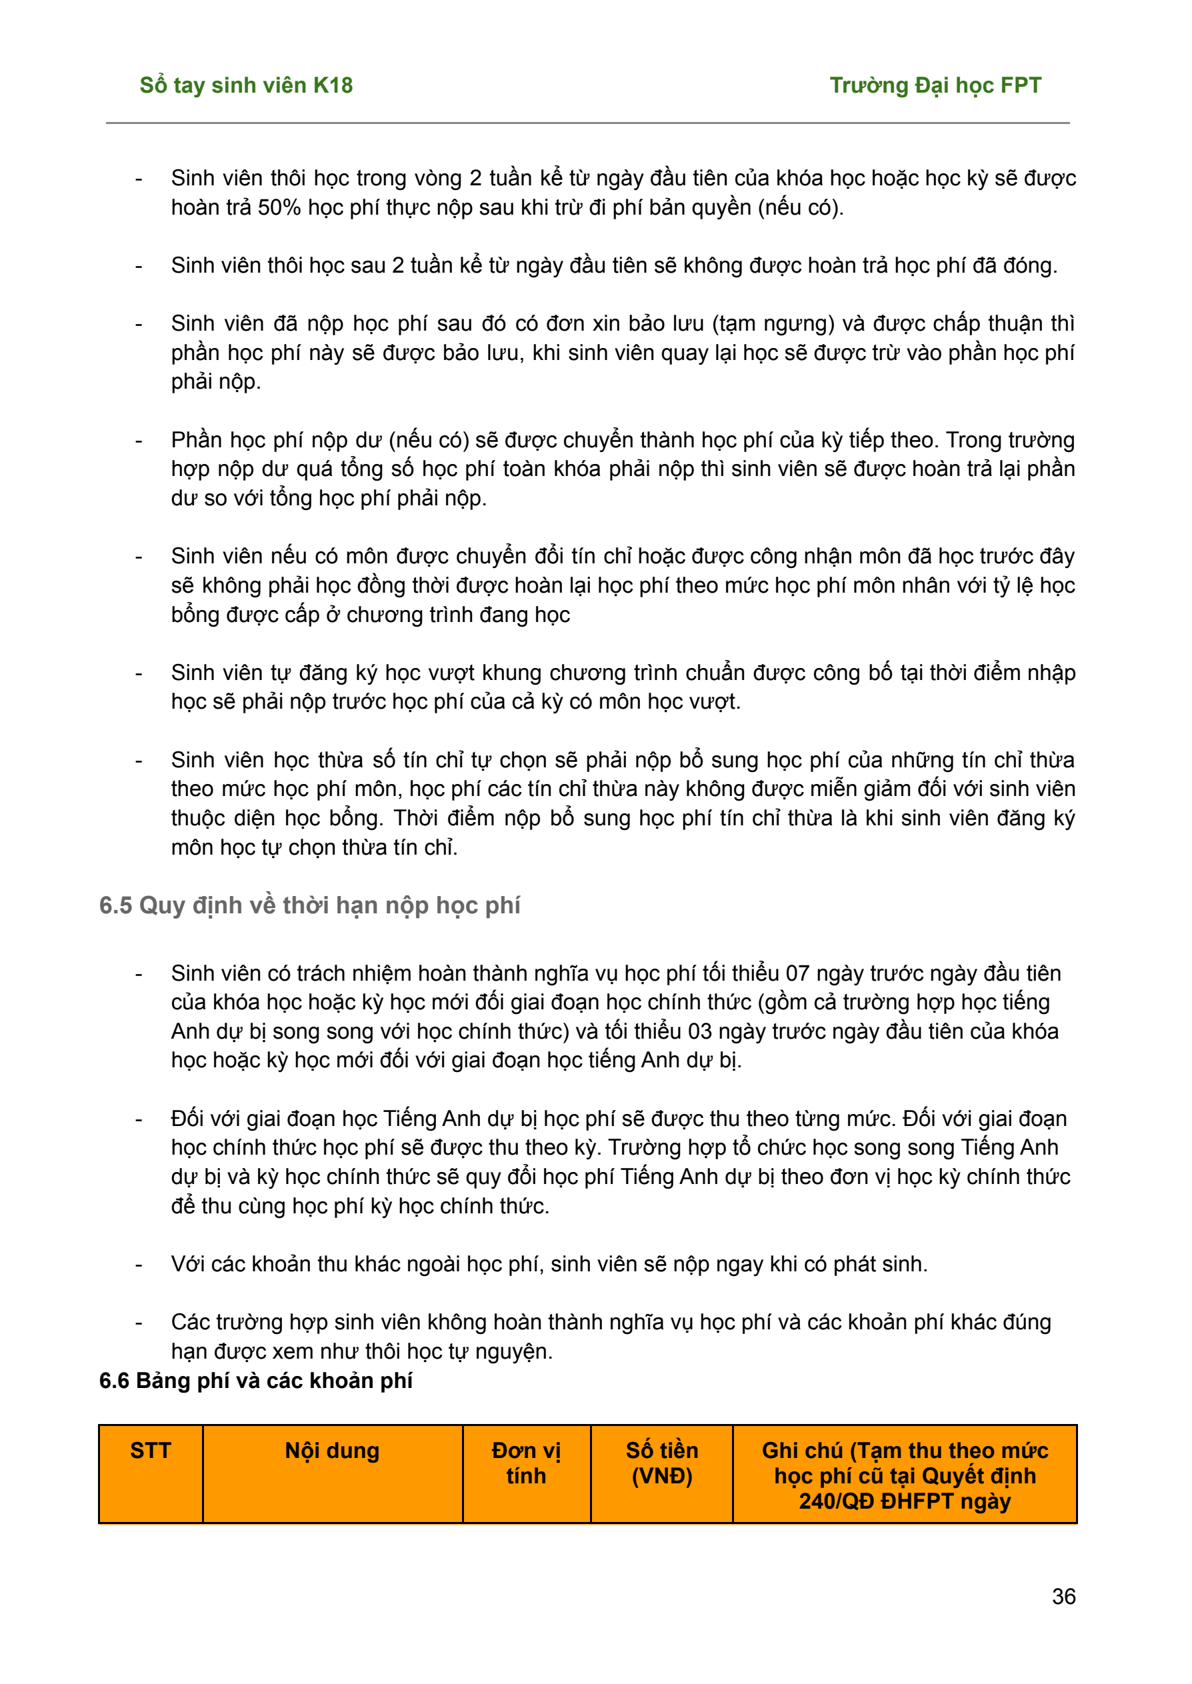 Sổ tay sinh viên K18 Trường Đại học FPT
- Sinh viên thôi học trong vòng 2 tuần kể từ ngày đầu tiên của khóa học hoặc học kỳ sẽ được
hoàn trả 50% học phí thực nộp sau khi trừ đi phí bản quyền (nếu có).
- Sinh viên thôi học sau 2 tuần kể từ ngày đầu tiên sẽ không được hoàn trả học phí đã đóng.
- Sinh viên đã nộp học phí sau đó có đơn xin bảo lưu (tạm ngưng) và được chấp thuận thì
phần học phí này sẽ được bảo lưu, khi sinh viên quay lại học sẽ được trừ vào phần học phí
phải nộp.
- Phần học phí nộp dư (nếu có) sẽ được chuyển thành học phí của kỳ tiếp theo. Trong trường
hợp nộp dư quá tổng số học phí toàn khóa phải nộp thì sinh viên sẽ được hoàn trả lại phần
dư so với tổng học phí phải nộp.
- Sinh viên nếu có môn được chuyển đổi tín chỉ hoặc được công nhận môn đã học trước đây
sẽ không phải học đồng thời được hoàn lại học phí theo mức học phí môn nhân với tỷ lệ học
bổng được cấp ở chương trình đang học
- Sinh viên tự đăng ký học vượt khung chương trình chuẩn được công bố tại thời điểm nhập
học sẽ phải nộp trước học phí của cả kỳ có môn học vượt.
- Sinh viên học thừa số tín chỉ tự chọn sẽ phải nộp bổ sung học phí của những tín chỉ thừa
theo mức học phí môn, học phí các tín chỉ thừa này không được miễn giảm đối với sinh viên
thuộc diện học bổng. Thời điểm nộp bổ sung học phí tín chỉ thừa là khi sinh viên đăng ký
môn học tự chọn thừa tín chỉ.
6.5 Quy định về thời hạn nộp học phí
- Sinh viên có trách nhiệm hoàn thành nghĩa vụ học phí tối thiểu 07 ngày trước ngày đầu tiên
của khóa học hoặc kỳ học mới đối giai đoạn học chính thức (gồm cả trường hợp học tiếng
Anh dự bị song song với học chính thức) và tối thiểu 03 ngày trước ngày đầu tiên của khóa
học hoặc kỳ học mới đối với giai đoạn học tiếng Anh dự bị.
- Đối với giai đoạn học Tiếng Anh dự bị học phí sẽ được thu theo từng mức. Đối với giai đoạn
học chính thức học phí sẽ được thu theo kỳ. Trường hợp tổ chức học song song Tiếng Anh
dự bị và kỳ học chính thức sẽ quy đổi học phí Tiếng Anh dự bị theo đơn vị học kỳ chính thức
để thu cùng học phí kỳ học chính thức.
- Với các khoản thu khác ngoài học phí, sinh viên sẽ nộp ngay khi có phát sinh.
- Các trường hợp sinh viên không hoàn thành nghĩa vụ học phí và các khoản phí khác đúng
hạn được xem như thôi học tự nguyện.
6.6 Bảng phí và các khoản phí
STT Nội dung Đơn vị Số tiền Ghi chú (Tạm thu theo mức
tính (VNĐ) học phí cũ tại Quyết định
240/QĐ ĐHFPT ngày
36